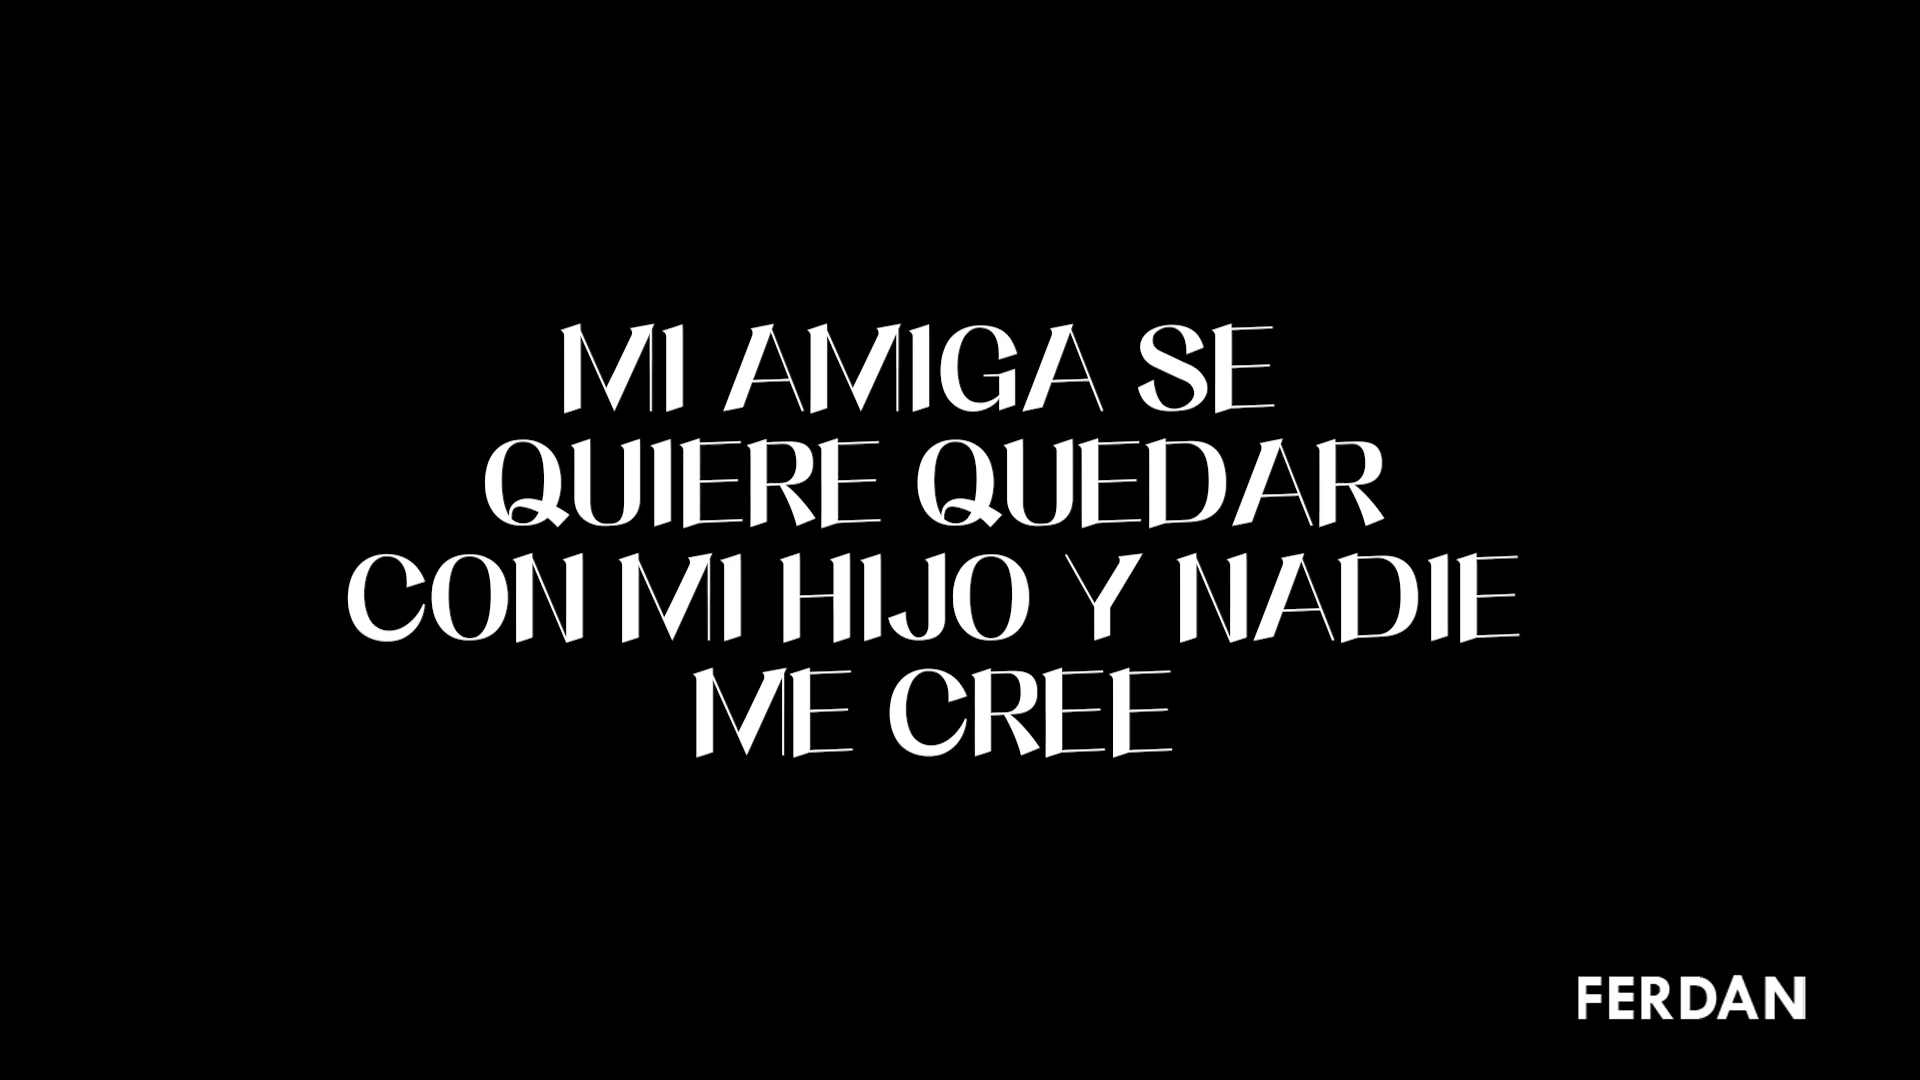 MI AMIGA SE
QUIERE QUEDAR
CON MI HIJO Y NADIE
ME CREE
FERDAN